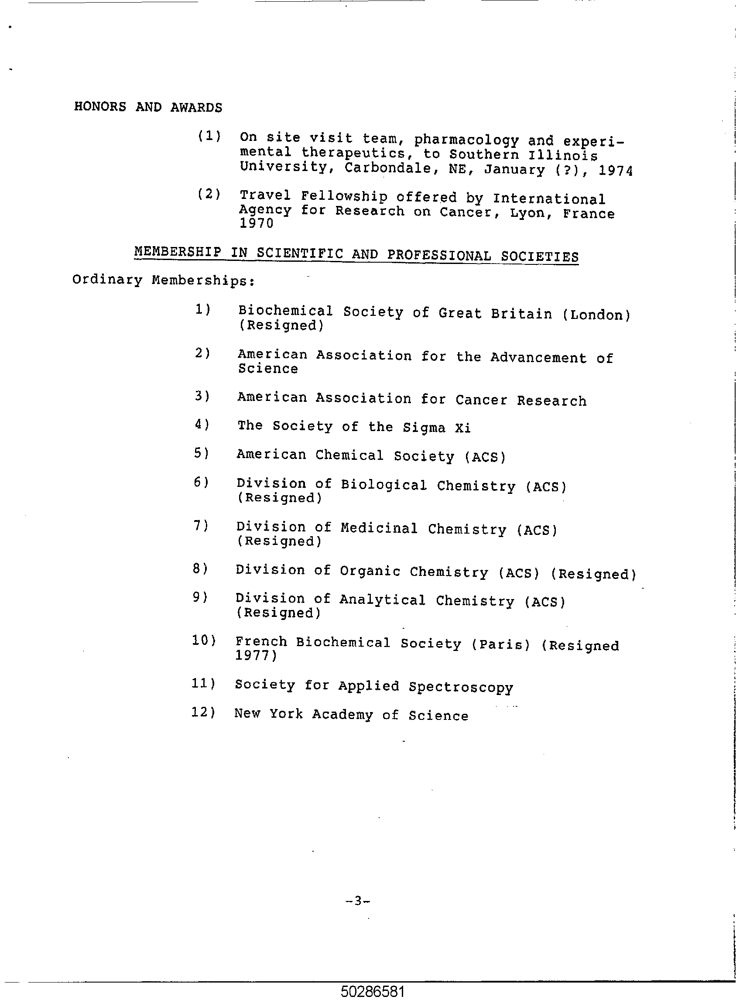 HONORS AND AWARDS
(1) On site visit team, pharmacology and experi-
mental therapeutics, to Southern Illinois
University, Carbondale, NE, January (?), 1974
(2) Travel Fellowship offered by International
Agency for Research on Cancer, Lyon, France
1970
MEMBERSHIP IN SCIENTIFIC AND PROFESSIONAL SOCIETIES
Ordinary Memberships:
1) Biochemical Society of Great Britain (London)
(Resigned)
2) American Association for the Advancement of
Science
3) American Association for Cancer Research
4) The Society of the Sigma Xi
5) American Chemical Society (ACS)
6) Division of Biological Chemistry (ACS)
(Resigned)
7) Division of Medicinal Chemistry (ACS)
(Resigned)
8) Division of Organic Chemistry (ACS) (Resigned)
9) Division of Analytical Chemistry (ACS)
(Resigned)
10) French Biochemical Society (Paris) (Resigned
1977)
11) Society for Applied Spectroscopy
12) New York Academy of Science
-3-
50286581